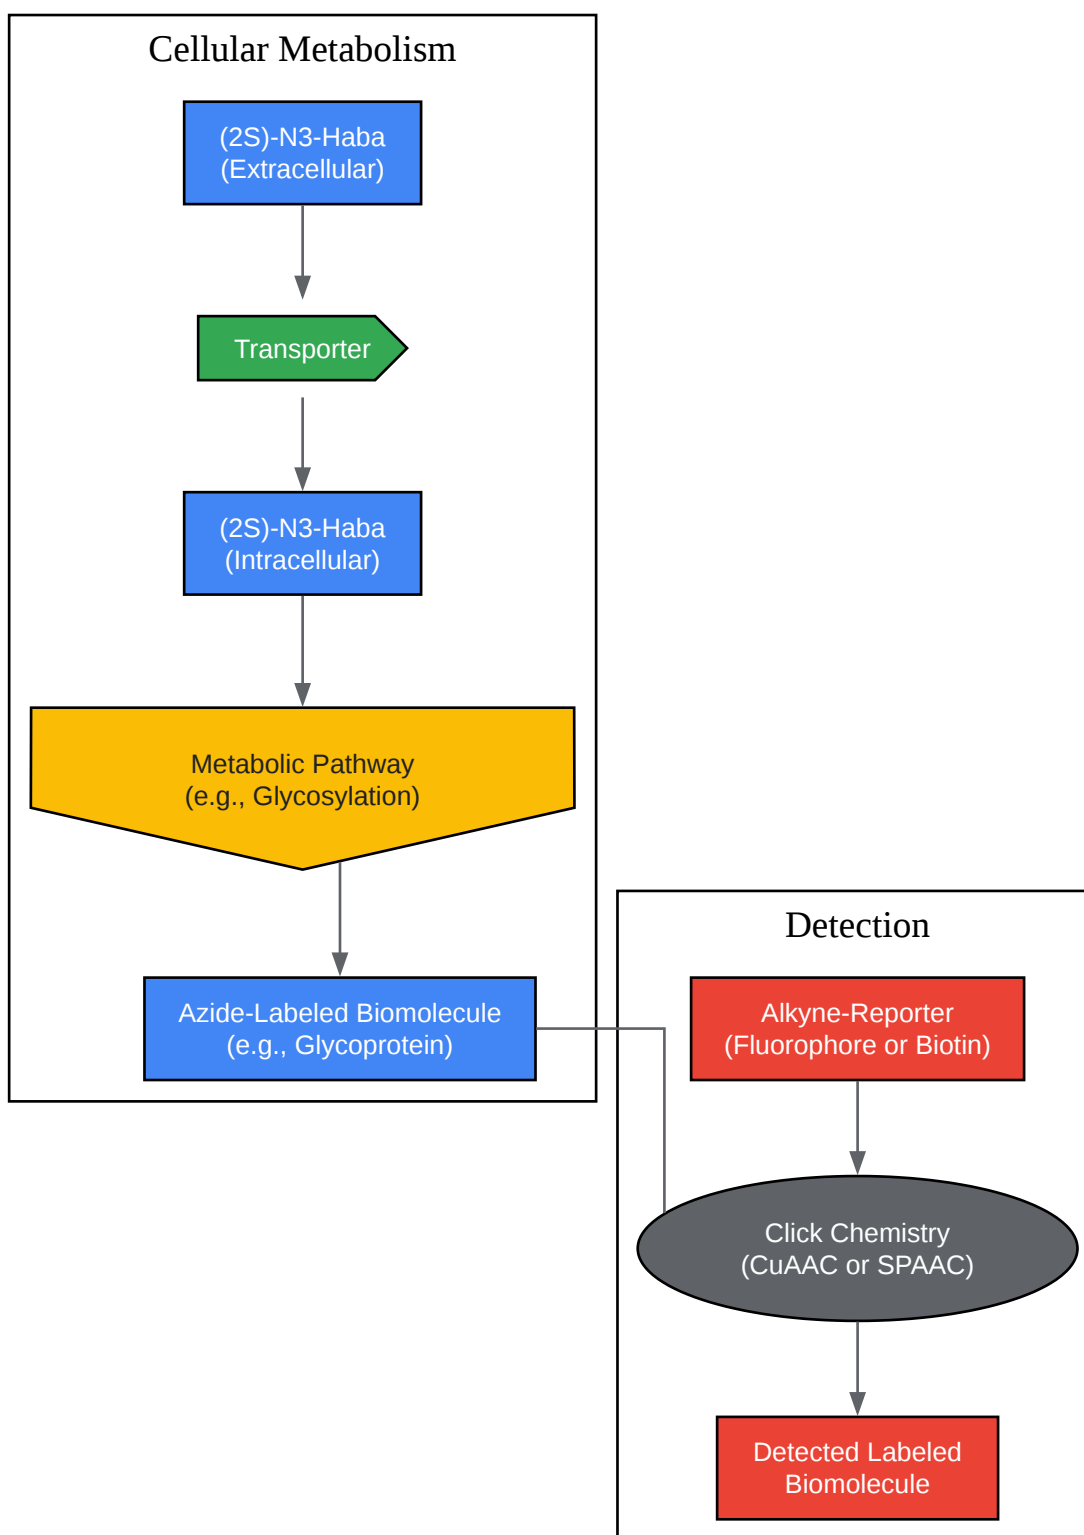 Cellular Metabolism
(2S)-N3-Haba
(Extracellular)
Transporter
(2S)-N3-Haba
(Intracellular)
Metabolic Pathway
(e.g., Glycosylation)
Azide-Labeled Biomolecule
(e.g., Glycoprotein)
Detection
Alkyne-Reporter
(Fluorophore or Biotin)
Click Chemistry
(CuAAC or SPAAC)
Detected Labeled
Biomolecule